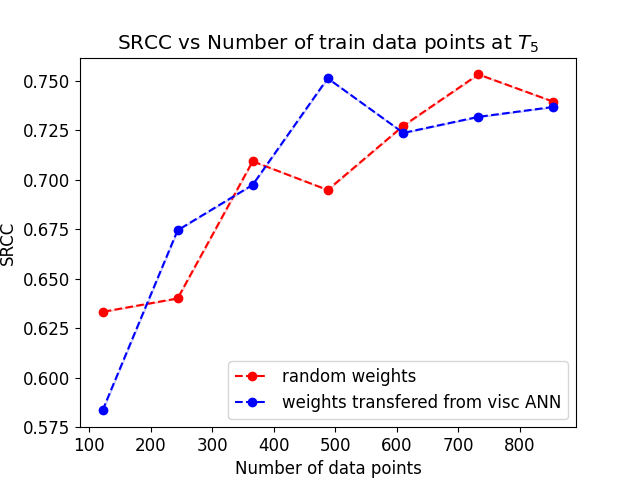 SRCC vs Number of train data points at T₅
SRCC
0.750
0.725
0.700
0.675
0.650
0.625
0.600
0.575
random weights
weights transfered from visc ANN
100 200 300 400 500 600 700 800
Number of data points